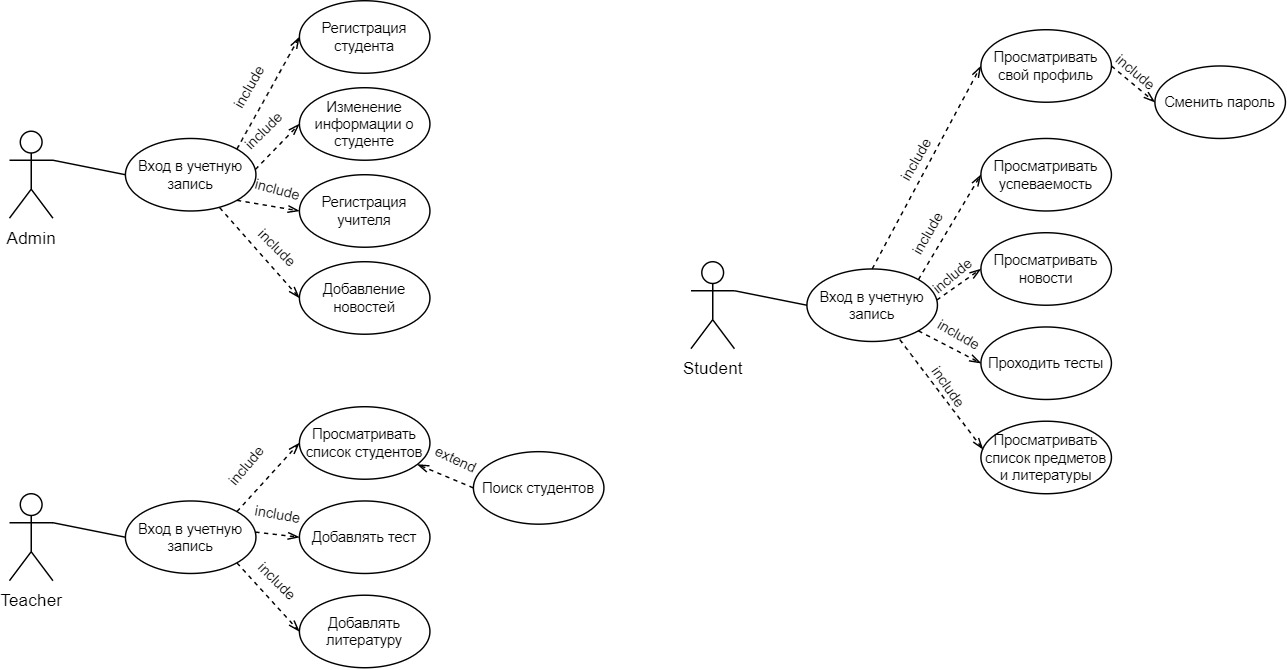 Регистрация
студента
include
Изменение
информации о
студенте
include
Вход в учетную
запись
include
Регистрация
учителя
Admin
include
Добавление
новостей
Просматривать
свой профиль
include
Сменить пароль
include
Просматривать
успеваемость
include
Просматривать
новости
include
Вход в учетную
запись
include
Проходить тесты
Student
include
Просматривать
список предметов
и литературы
Просматривать
список студентов
include
extend
Поиск студентов
Вход в учетную
запись
include
Добавлять тест
Teacher
include
Добавлять
литературу